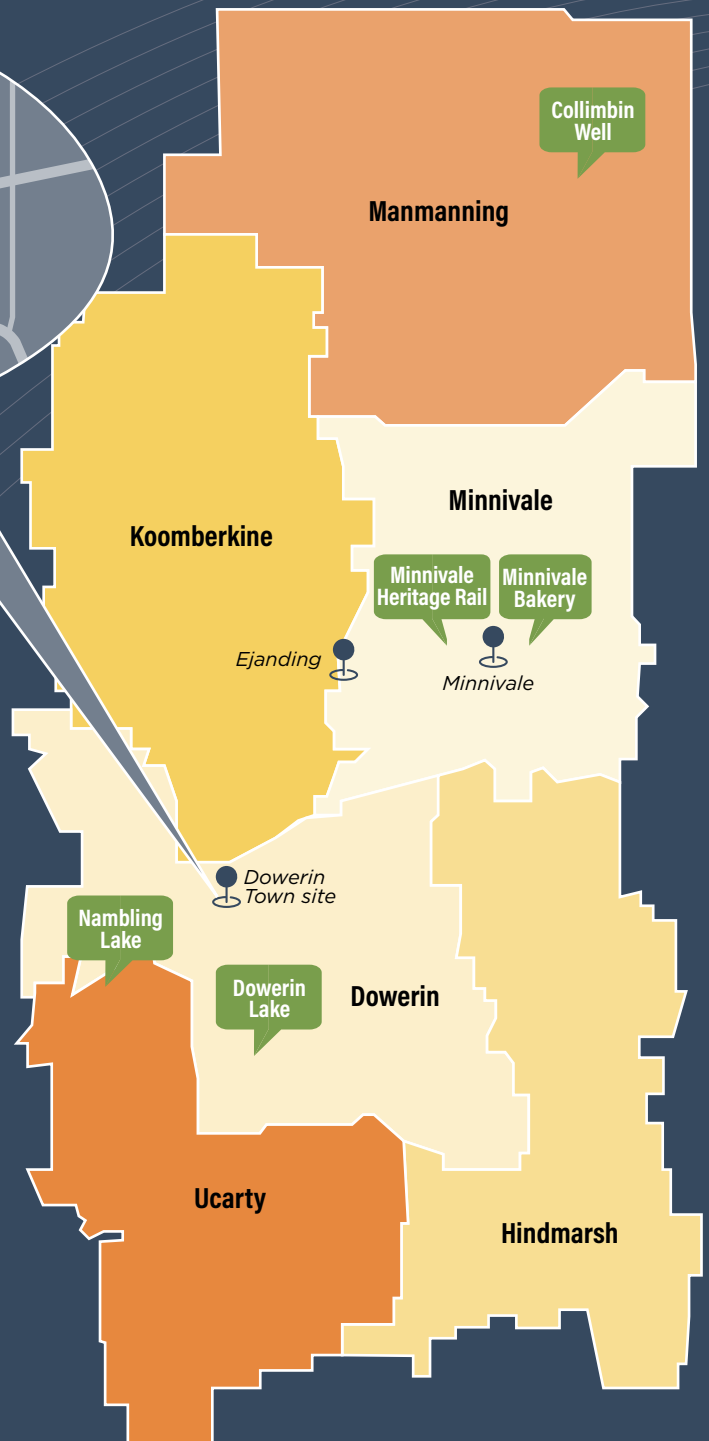 Collimbin
Well
Manmanning
Minnivale
Koomberkine
Minnivale
Heritage Rail
Minnivale
Bakery
Ejanding
Minnivale
Dowerin
Town site
Nambling
Lake
Dowerin
Lake
Dowerin
Ucarty
Hindmarsh